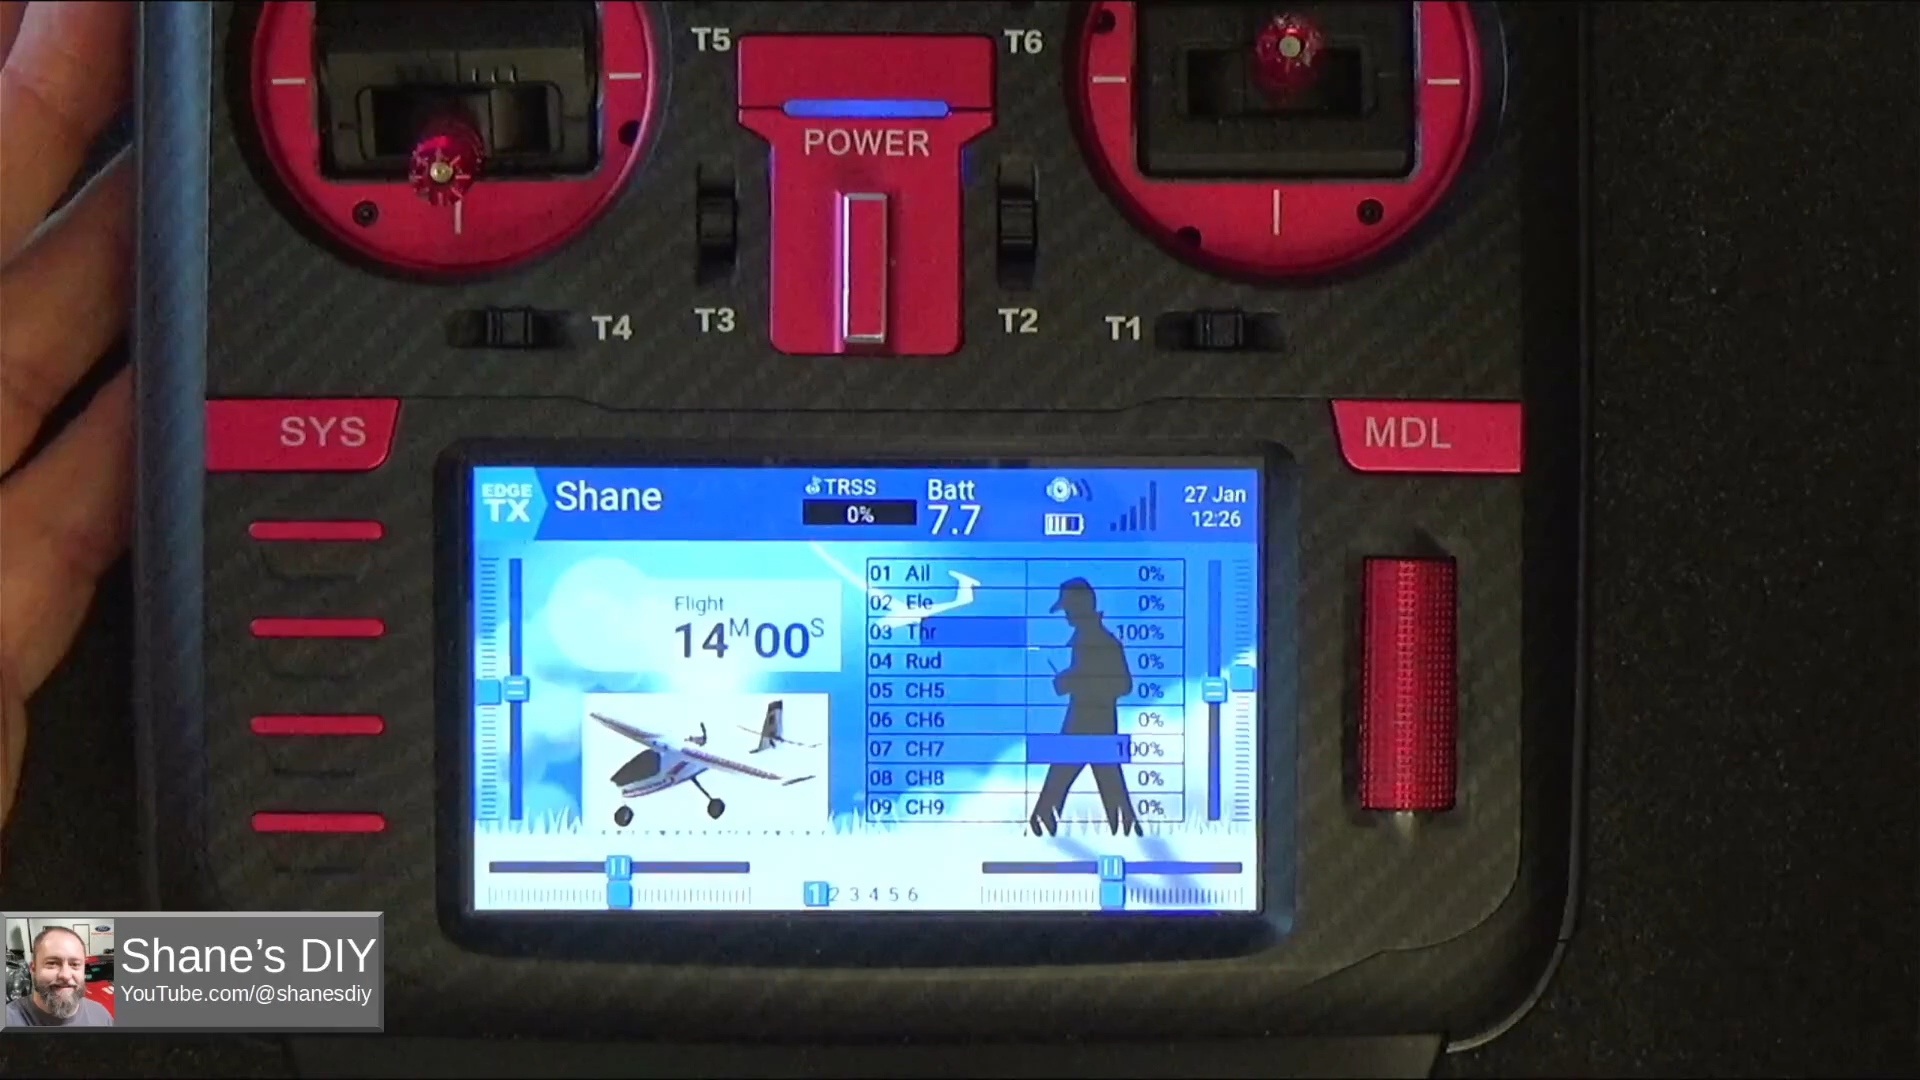 T5
T6
POWER
T4
T3
T2
T1
SYS
MDL
EDGE
TX
Shane
TRSS
0%
Batt
7.7
27 Jan
12:26
Flight
14M00S
01 Ail 0%
02 Ele 0%
03 Thr 100%
04 Rud 0%
05 CH5 0%
06 CH6 0%
07 CH7 100%
08 CH8 0%
09 CH9 0%
1 2 3 4 5 6
Shane's DIY
YouTube.com/@shanesdiy